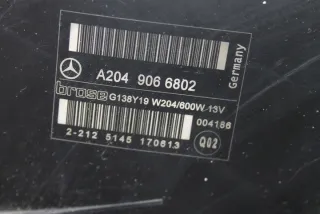 A204 906 6802
Germany
brose G138Y19 W204/600W 13V
004186
2-212 5145 170613
Q02